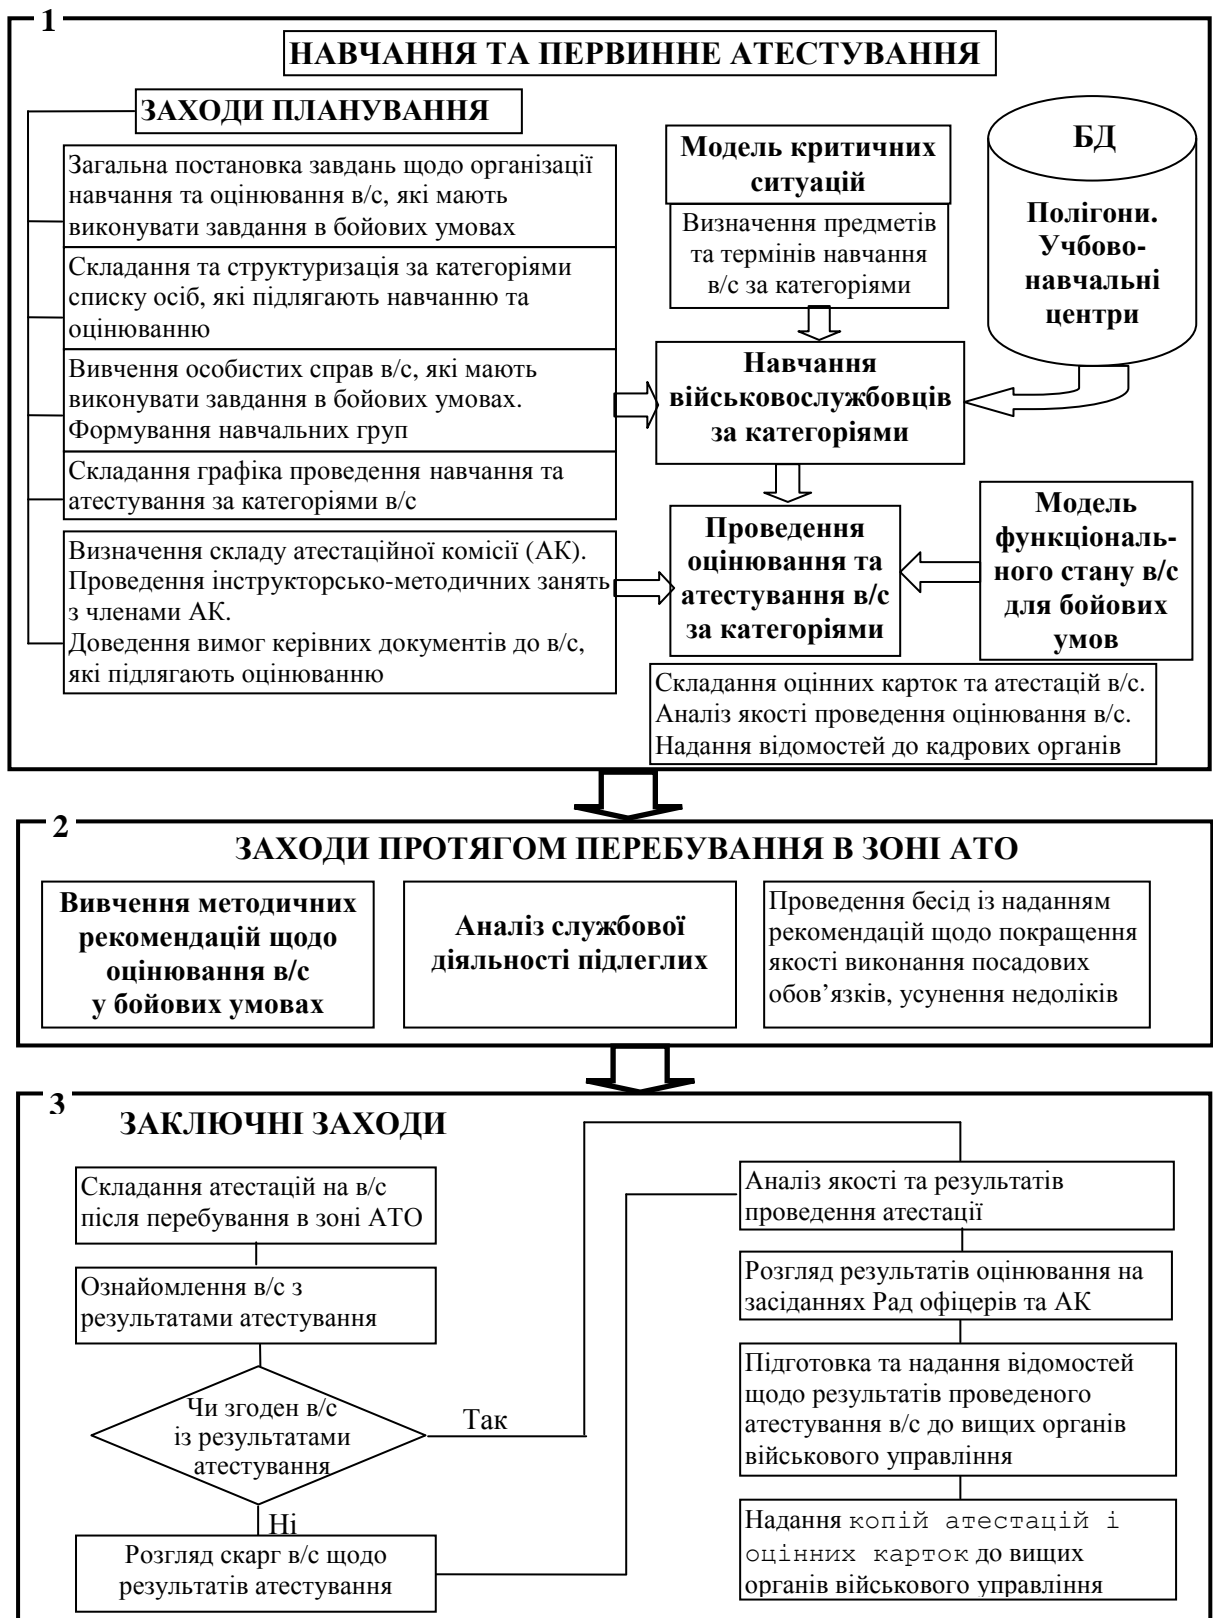 1
НАВЧАННЯ ТА ПЕРВИННЕ АТЕСТУВАННЯ
ЗАХОДИ ПЛАНУВАННЯ
Загальна постановка завдань щодо організації
навчання та оцінювання в/с, які мають
виконувати завдання в бойових умовах
Складання та структуризація за категоріями
списку осіб, які підлягають навчанню та
оцінюванню
Вивчення особистих справ в/с, які мають
виконувати завдання в бойових умовах.
Формування навчальних груп
Складання графіка проведення навчання та
атестування за категоріями в/с
Визначення складу атестаційної комісії (АК).
Проведення інструкторсько-методичних занять
з членами АК.
Доведення вимог керівних документів до в/с,
які підлягають оцінюванню
Модель критичних
ситуацій
Визначення предметів
та термінів навчання
в/с за категоріями
БД
Полігони.
Учбово-
навчальні
центри
Навчання
військовослужбовців
за категоріями
Проведення
оцінювання та
атестування в/с
за категоріями
Модель
функціональ-
ного стану в/с
для бойових
умов
Складання оцінних карток та атестацій в/с.
Аналіз якості проведення оцінювання в/с.
Надання відомостей до кадрових органів
2
ЗАХОДИ ПРОТЯГОМ ПЕРЕБУВАННЯ В ЗОНІ АТО
Вивчення методичних
рекомендацій щодо
оцінювання в/с
у бойових умовах
Аналіз службової
діяльності підлеглих
Проведення бесід із наданням
рекомендацій щодо покращення
якості виконання посадових
обов’язків, усунення недоліків
3
ЗАКЛЮЧНІ ЗАХОДИ
Складання атестацій на в/с
після перебування в зоні АТО
Ознайомлення в/с з
результатами атестування
Чи згоден в/с
із результатами
атестування
Так
Ні
Розгляд скарг в/с щодо
результатів атестування
Аналіз якості та результатів
проведення атестації
Розгляд результатів оцінювання на
засіданнях Рад офіцерів та АК
Підготовка та надання відомостей
щодо результатів проведеного
атестування в/с до вищих органів
військового управління
Надання копій атестацій і
оцінних карток до вищих
органів військового управління